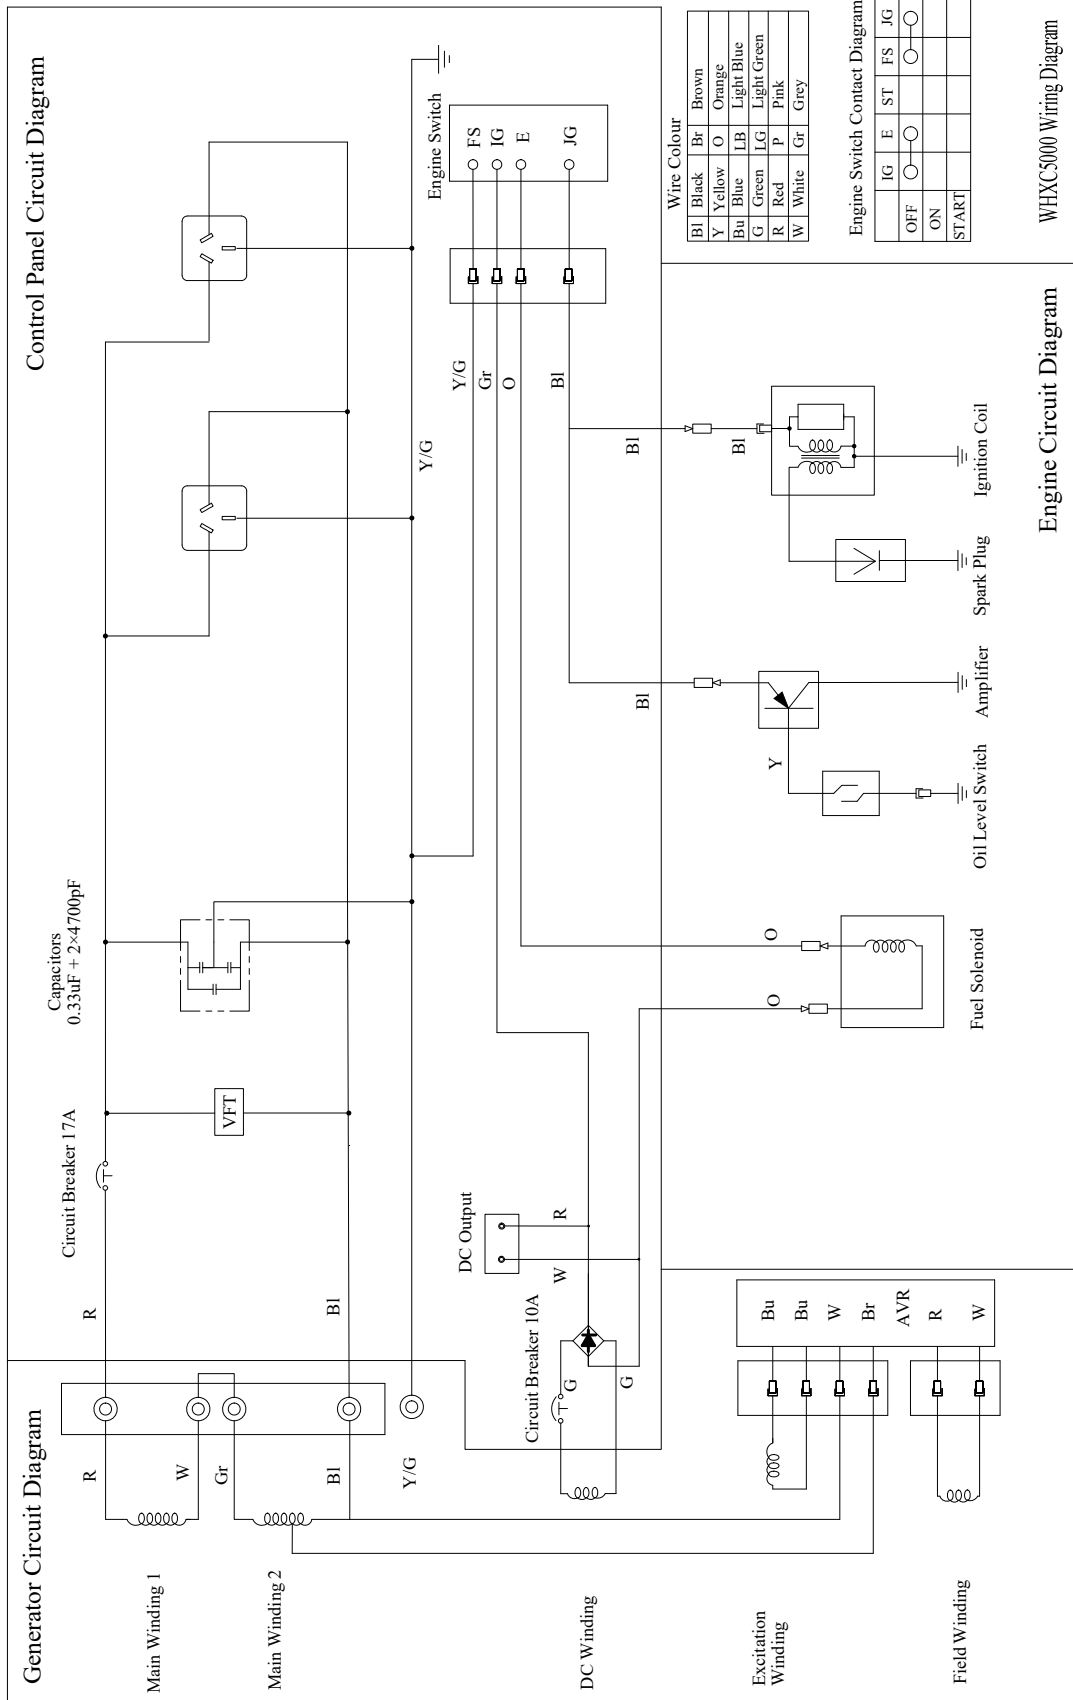 Generator Circuit Diagram
Control Panel Circuit Diagram
Main Winding 1
Main Winding 2
DC Winding
Excitation
Winding
Field Winding
R
W
Gr
Bl
Y/G
R
Bl
Circuit Breaker 17A
VFT
Capacitors
0.33uF + 2×4700pF
Y/G
Circuit Breaker 10A
G
G
DC Output
W
R
Engine Switch
FS
IG
E
JG
Y/G
Gr
O
Bl
Bu
Bu
W
Br
AVR
R
W
O
O
Fuel Solenoid
Y
Oil Level Switch
Bl
Amplifier
Spark Plug
Bl
Bl
Ignition Coil
Engine Circuit Diagram
Wire Colour
Bl Black Br Brown
Y Yellow O Orange
Bu Blue LB Light Blue
G Green LG Light Green
R Red P Pink
W White Gr Grey
Engine Switch Contact Diagram
IG E ST FS JG
OFF
ON
START
WHXC5000 Wiring Diagram